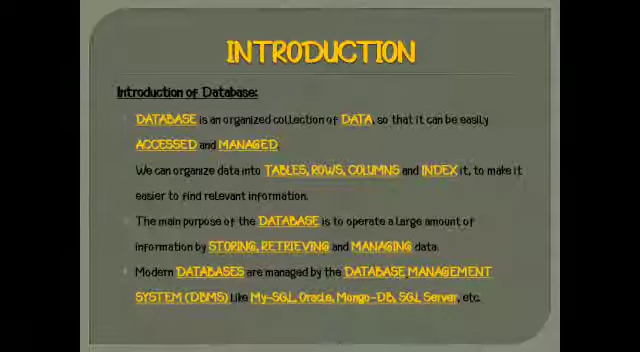 INTRODUCTION
Introduction of Database:
DATABASE is an organized collection of DATA, so that it can be easily
ACCESSED and MANAGED
We can organize data into TABLES, ROWS, COLUMNS and INDEX it, to make it
easier to find relevant information.
The main purpose of the DATABASE is to operate a large amount of
information by STORING, RETRIEVING and MANAGING data.
Modern DATABASES are managed by the DATABASE MANAGEMENT
SYSTEM (DBMS) Like My-SQL, Oracle, Mongo-DB, SQL Server, etc.